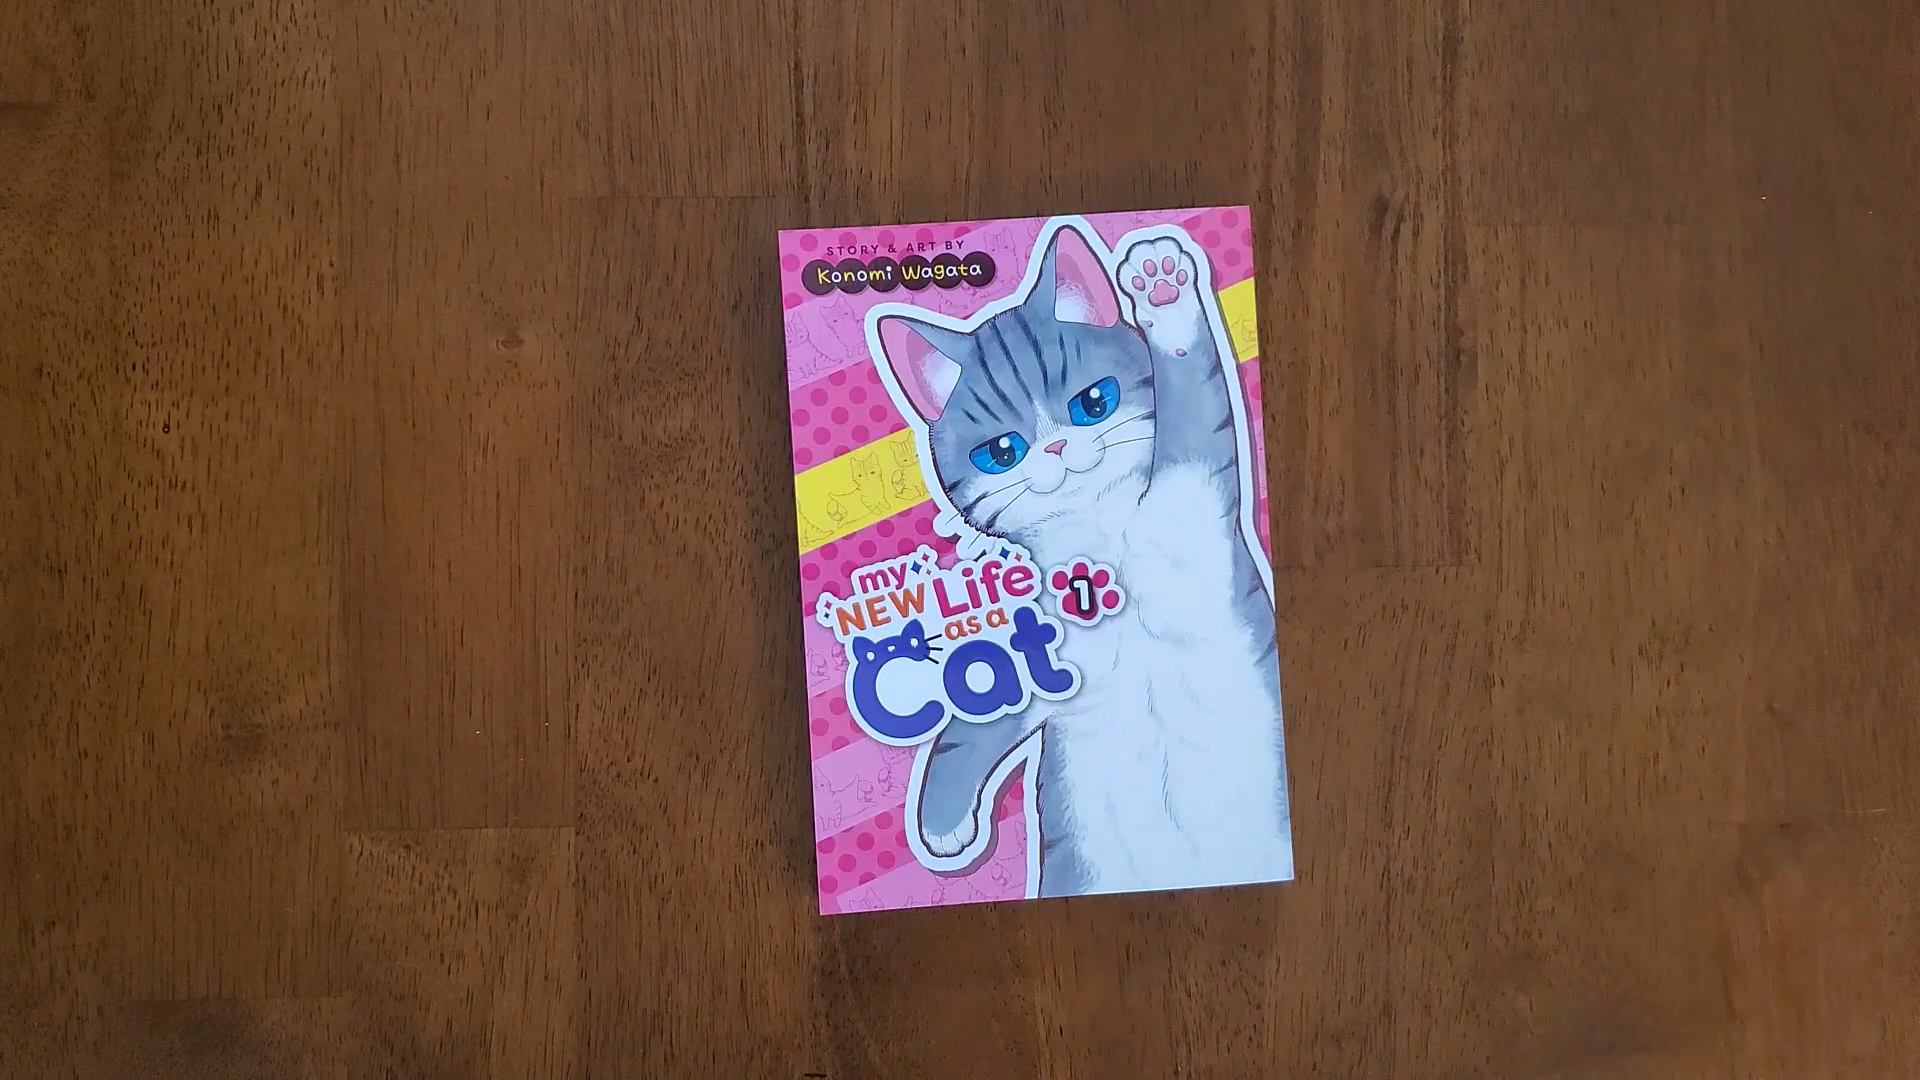 STORY & ART BY
Konomi Wagata
my
NEW Life
as a
Cat
1